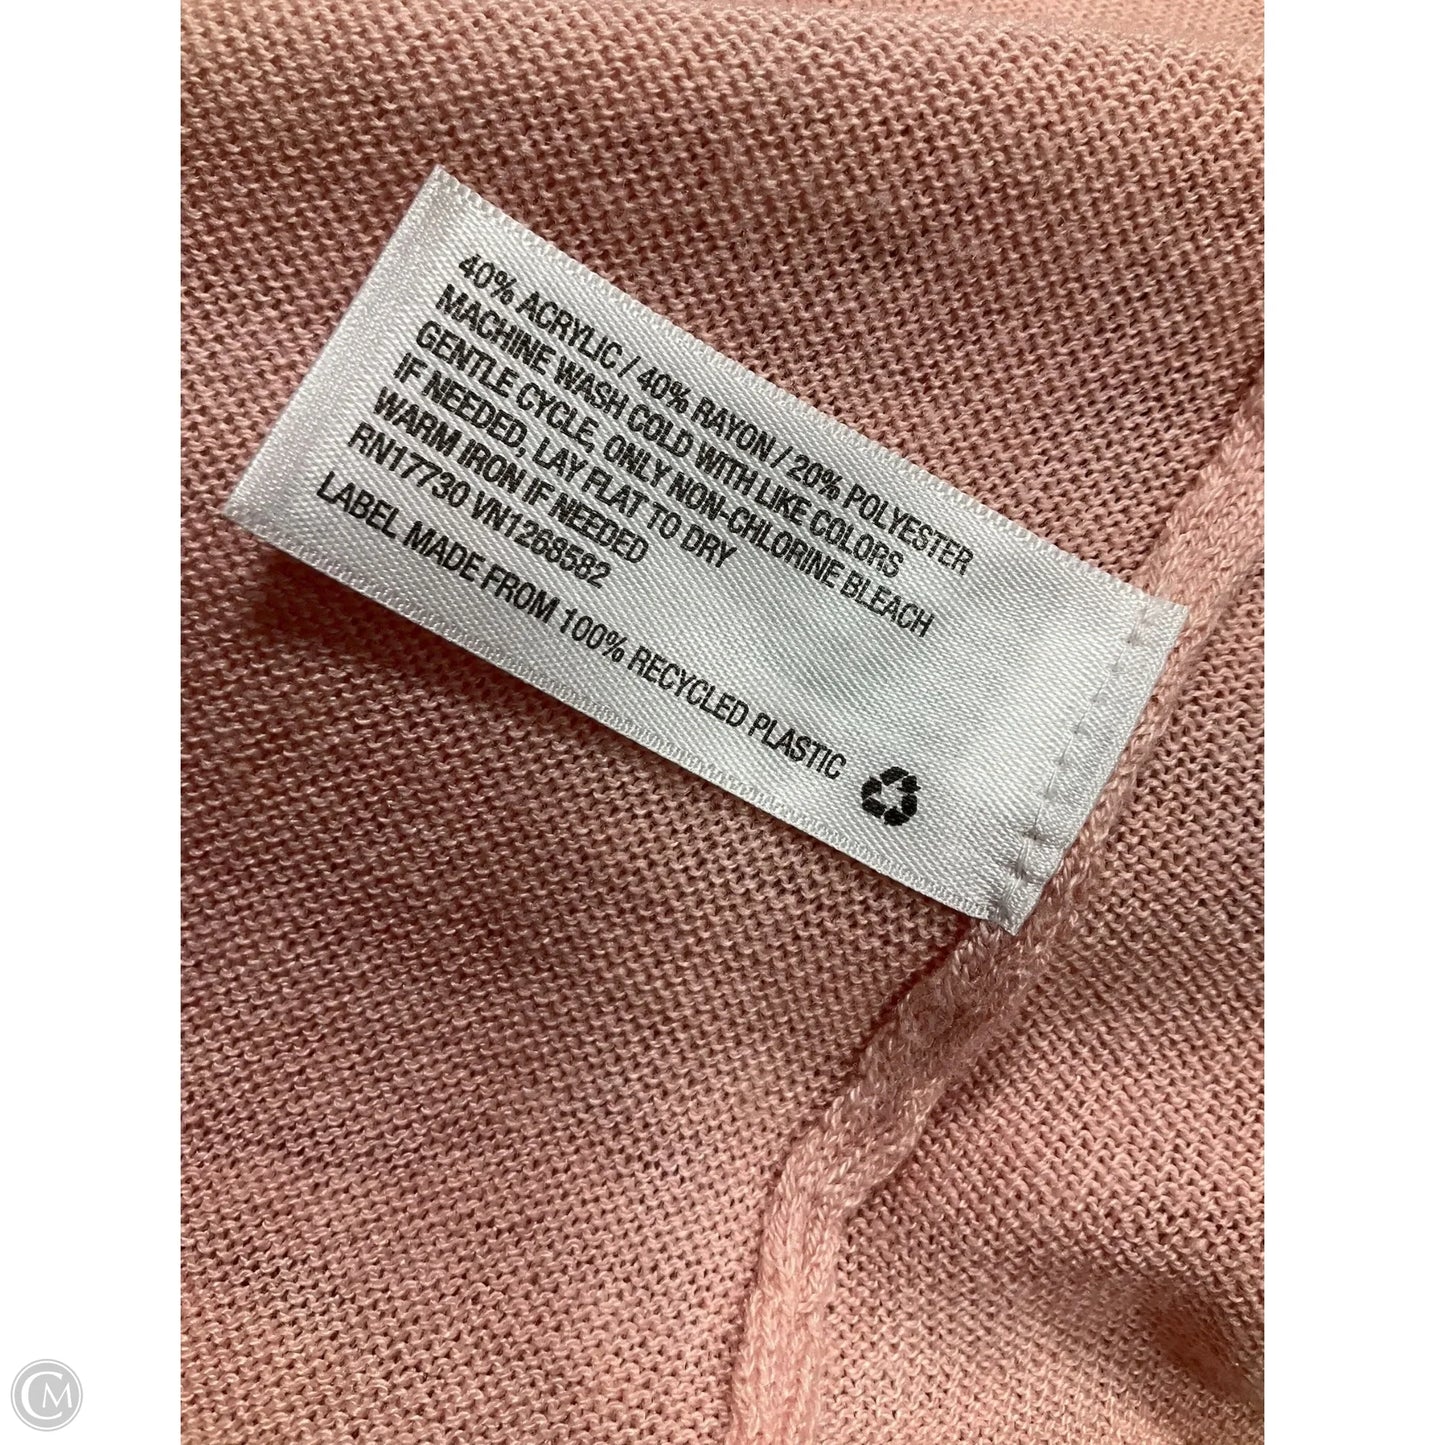 40% ACRYLIC / 40% RAYON / 20% POLYESTER
MACHINE WASH COLD WITH LIKE COLORS
GENTLE CYCLE, ONLY NON-CHLORINE BLEACH
IF NEEDED, LAY FLAT TO DRY
WARM IRON IF NEEDED
RN17730 VN1268582
LABEL MADE FROM 100% RECYCLED PLASTIC
CM